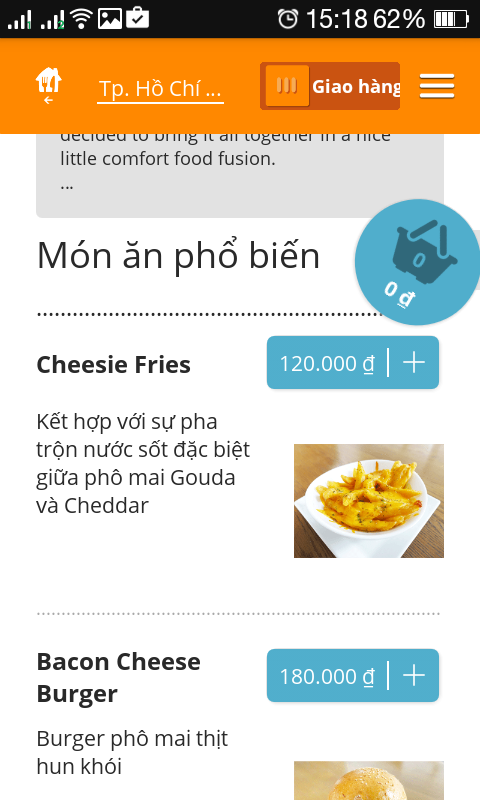 15:18 62%
Tp. Hồ Chí ...
Giao hàng
decided to bring it all together in a nice
little comfort food fusion.
...
Món ăn phổ biến
0
0 ₫
Cheesie Fries
120.000 ₫
Kết hợp với sự pha
trộn nước sốt đặc biệt
giữa phô mai Gouda
và Cheddar
Bacon Cheese
Burger
180.000 ₫
Burger phô mai thịt
hun khói